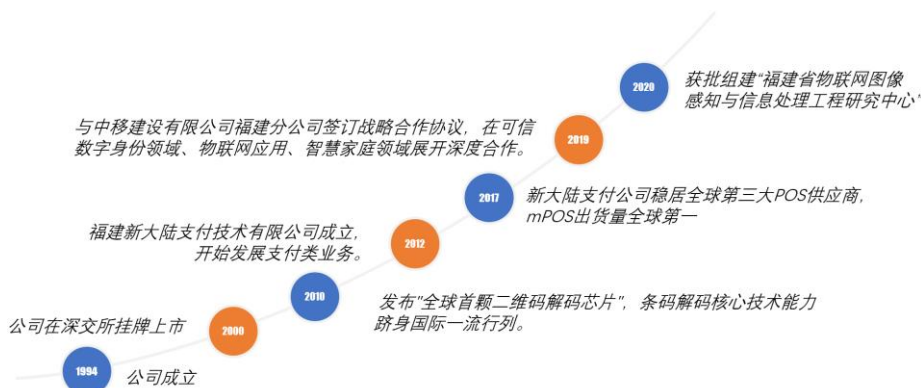 2020
获批组建“福建省物联网图像
感知与信息处理工程研究中心”
与中移建设有限公司福建分公司签订战略合作协议，在可信
数字身份领域、物联网应用、智慧家庭领域展开深度合作。
2019
2017
新大陆支付公司稳居全球第三大POS供应商，
mPOS出货量全球第一
福建新大陆支付技术有限公司成立，
开始发展支付类业务。
2012
2010
发布"全球首颗二维码解码芯片"，条码解码核心技术能力
跻身国际一流行列。
公司在深交所挂牌上市
2000
1994
公司成立